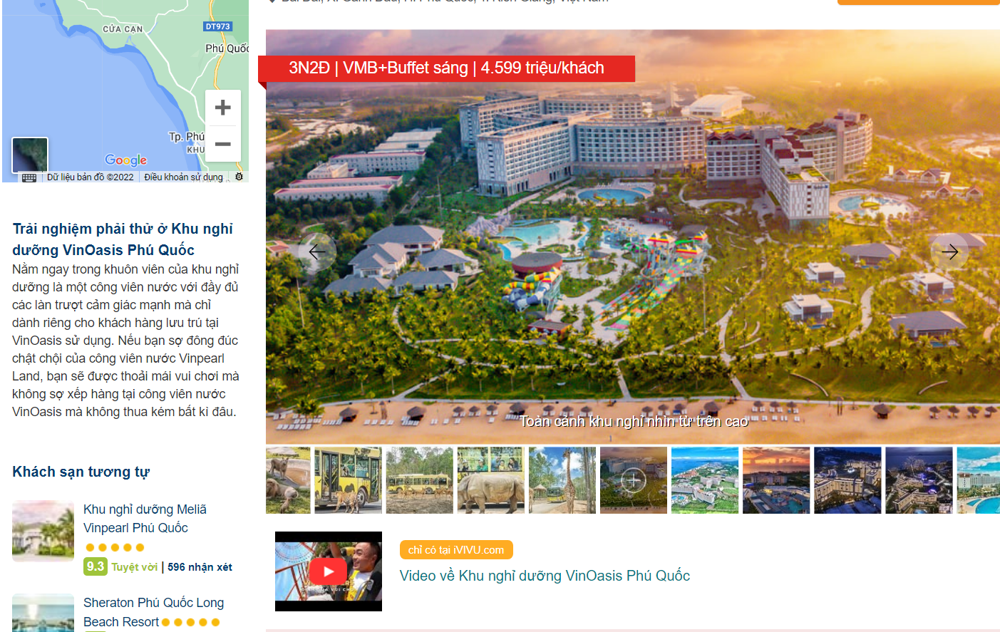 CỬA CẠN
DT973
Phú Quốc
Tp. Phú
KHU
Google
Dữ liệu bản đồ ©2022
Điều khoản sử dụng
Trải nghiệm phải thử ở Khu nghỉ
dưỡng VinOasis Phú Quốc
Nằm ngay trong khuôn viên của khu nghỉ
dưỡng là một công viên nước với đầy đủ
các làn trượt cảm giác mạnh mà chỉ
dành riêng cho khách hàng lưu trú tại
VinOasis sử dụng. Nếu bạn sợ đông đúc
chật chội của công viên nước Vinpearl
Land, bạn sẽ được thoải mái vui chơi mà
không sợ xếp hàng tại công viên nước
VinOasis mà không thua kém bất kì đâu.
Khách sạn tương tự
Khu nghỉ dưỡng Meliã
Vinpearl Phú Quốc
9.3 Tuyệt vời | 596 nhận xét
Sheraton Phú Quốc Long
Beach Resort
3N2Đ | VMB+Buffet sáng | 4.599 triệu/khách
Toàn cảnh khu nghỉ nhìn từ trên cao
chỉ có tại iVIVU.com
Video về Khu nghỉ dưỡng VinOasis Phú Quốc